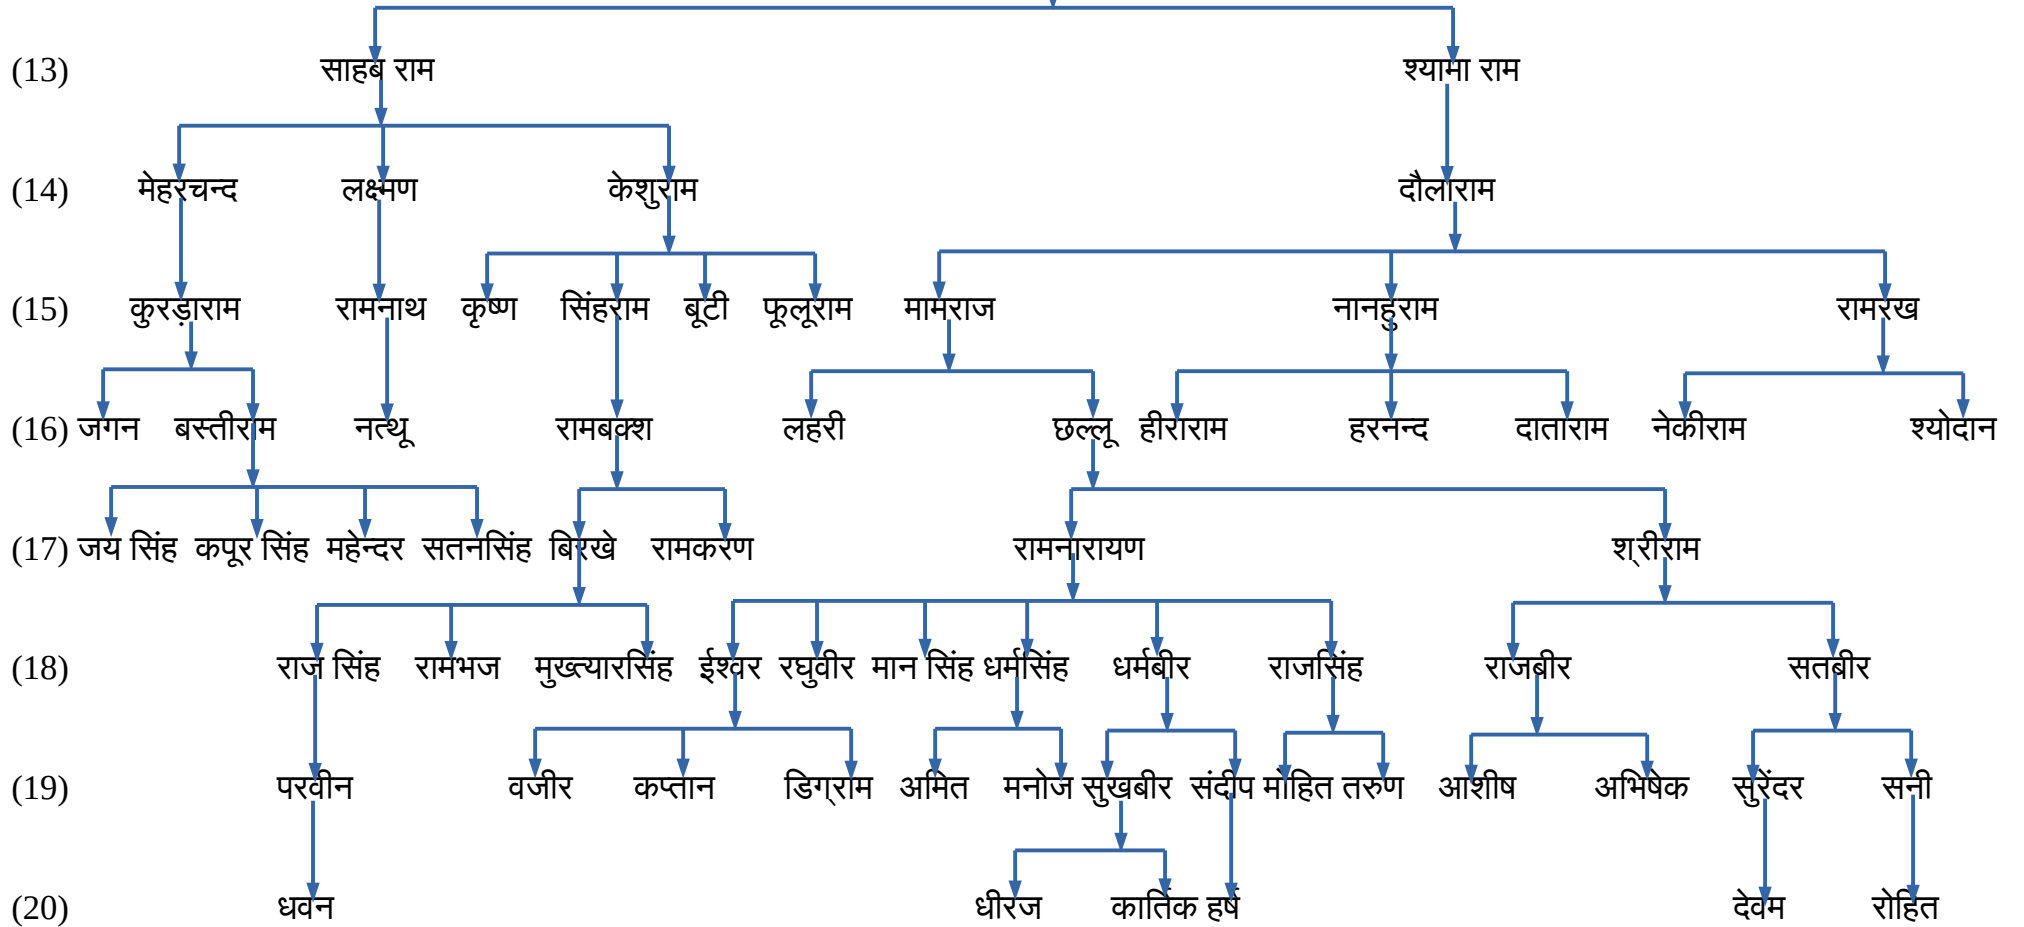 (13) साहब राम श्यामा राम
(14) मेहरचन्द लक्ष्मण केशुराम दौलाराम
(15) कुरड़ाराम रामनाथ कृष्ण सिंहराम बूटी फूलूराम मामराज नानहुराम रामरख
(16) जगन बस्तीराम नत्थू रामबक्श लहरी छल्लू हीराराम हरनन्द दाताराम नेकीराम श्योदान
(17) जय सिंह कपूर सिंह महेन्दर सतनसिंह बिरखे रामकरण रामनारायण श्रीराम
(18) राज सिंह रामभज मुख्त्यारसिंह ईश्वर रघुवीर मान सिंह धर्मसिंह धर्मबीर राजसिंह राजबीर सतबीर
(19) परवीन वजीर कप्तान डिग्राम अमित मनोज सुखबीर संदीप मोहित तरुण आशीष अभिषेक सुरेंदर सनी
(20) धवन धीरज कार्तिक हर्ष देवम रोहित